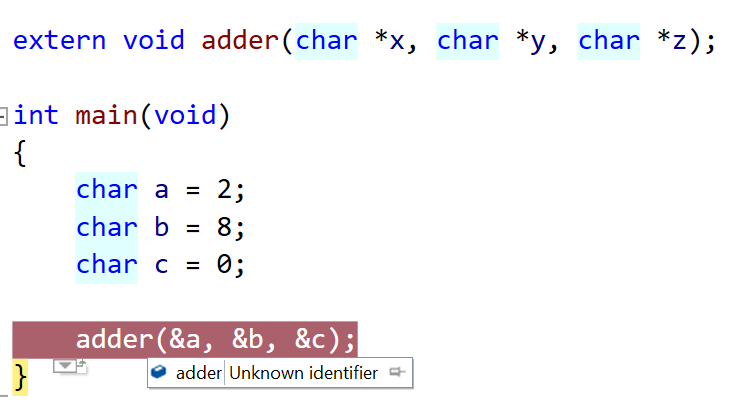 extern void adder(char *x, char *y, char *z);
int main(void)
{
char a = 2;
char b = 8;
char c = 0;
adder(&a, &b, &c);
adder Unknown identifier
}